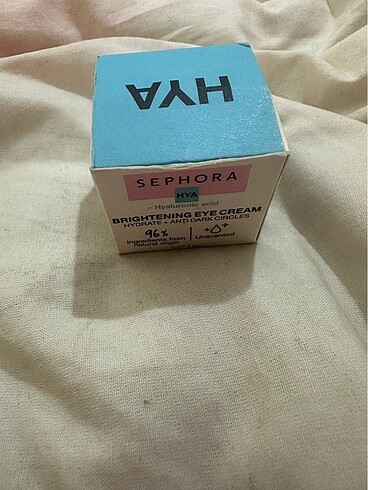 HYA
SEPHORA
HYA
Hyaluronic acid
BRIGHTENING EYE CREAM
HYDRATE + ANTI DARK CIRCLES
96%
Ingredients from
natural origin
Unscented